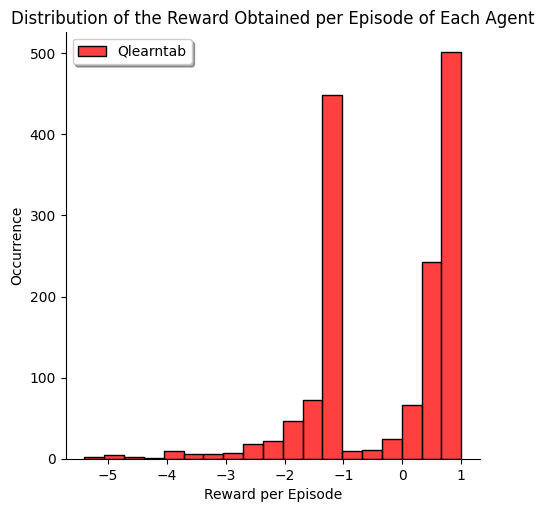 Distribution of the Reward Obtained per Episode of Each Agent
Qlearntab
500
400
300
200
100
0
Occurrence
−5 −4 −3 −2 −1 0 1
Reward per Episode